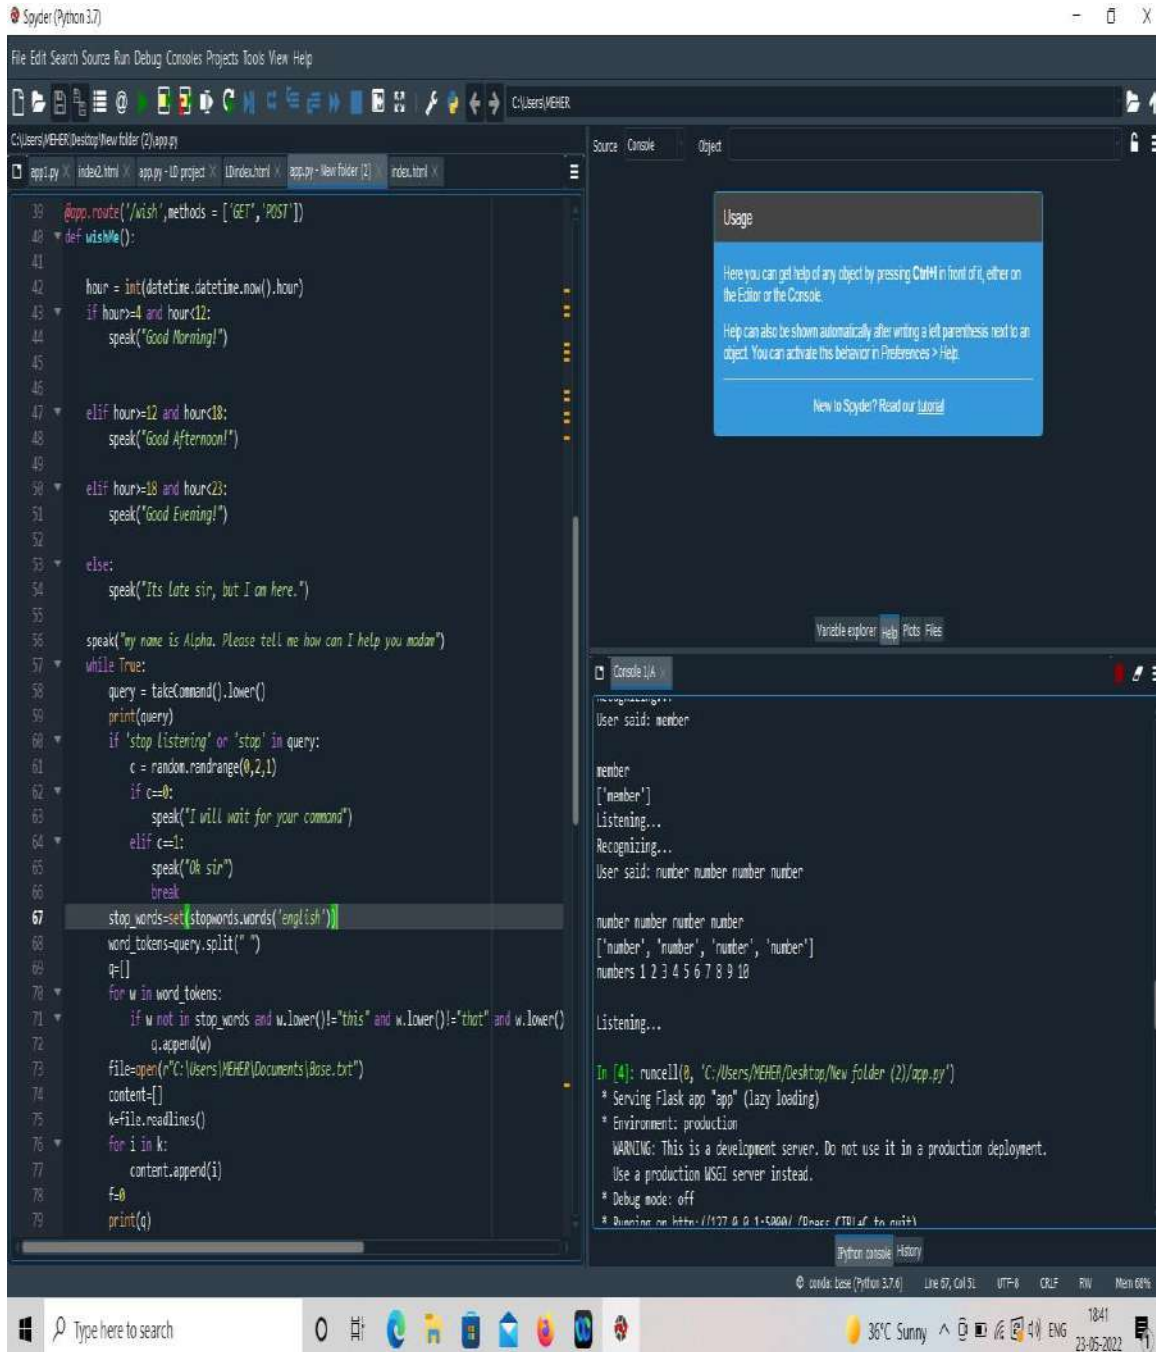 Spyder (Python 3.7)
File Edit Search Source Run Debug Consoles Projects Tools View Help
C:\Users\MEHER
C:\Users\MEHER\Desktop\New folder (2)\app.py
app1.py
index2.html
app.py - LD project
LDindex.html
app.py - New folder (2)
index.html
39 @app.route('/wish',methods = ['GET','POST'])
40 def wishMe():
41
42 hour = int(datetime.datetime.now().hour)
43 if hour>=4 and hour<12:
44 speak("Good Morning!")
45
46
47 elif hour>=12 and hour<18:
48 speak("Good Afternoon!")
49
50 elif hour>=18 and hour<23:
51 speak("Good Evening!")
52
53 else:
54 speak("Its late sir, but I am here.")
55
56 speak("my name is Alpha. Please tell me how can I help you madam")
57 while True:
58 query = takeCommand().lower()
59 print(query)
60 if 'stop listening' or 'stop' in query:
61 c = random.randrange(0,2,1)
62 if c==0:
63 speak("I will wait for your command")
64 elif c==1:
65 speak("Ok sir")
66 break
67 stop_words=set(stopwords.words('english'))
68 word_tokens=query.split(" ")
69 q=[]
70 for w in word_tokens:
71 if w not in stop_words and w.lower()!="this" and w.lower()!="that" and w.lower()
72 q.append(w)
73 file=open(r"C:\Users\MEHER\Documents\Base.txt")
74 content=[]
75 k=file.readlines()
76 for i in k:
77 content.append(i)
78 f=0
79 print(q)
Source Console Object
Usage
Here you can get help of any object by pressing Ctrl+I in front of it, either on
the Editor or the Console.
Help can also be shown automatically after writing a left parenthesis next to an
object. You can activate this behavior in Preferences > Help.
New to Spyder? Read our tutorial
Variable explorer Help Plots Files
Console 1/A
Recognizing...
User said: member
member
['member']
Listening...
Recognizing...
User said: number number number number
number number number number
['number', 'number', 'number', 'number']
numbers 1 2 3 4 5 6 7 8 9 10
Listening...
In [4]: runcell(0, 'C:/Users/MEHER/Desktop/New folder (2)/app.py')
* Serving Flask app "app" (lazy loading)
* Environment: production
WARNING: This is a development server. Do not use it in a production deployment.
Use a production WSGI server instead.
* Debug mode: off
* Running on http://127.0.0.1:5000/ (Press CTRL+C to quit)
IPython console History
conda: base (Python 3.7.6) Line 67, Col 51 UTF-8 CRLF RW Mem 68%
Type here to search
36°C Sunny
ENG
18:41
23-05-2022
1